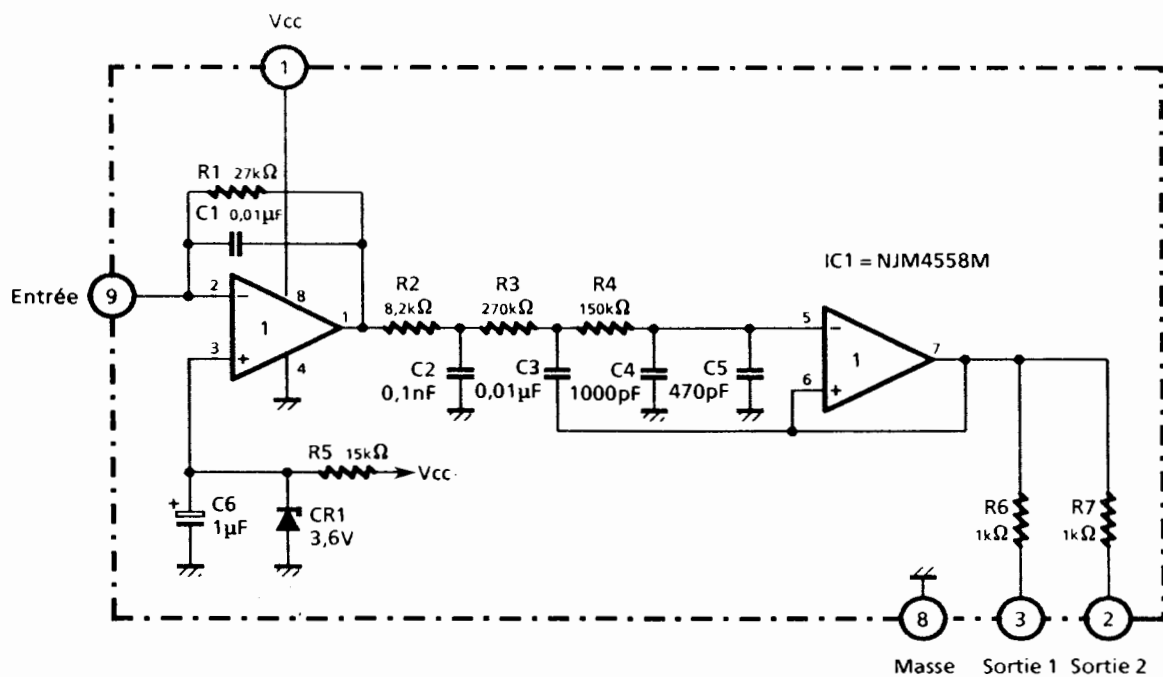 Vcc
1
R1 27kΩ
C1 0,01µF
IC1 = NJM4558M
Entrée 9
2 − 8
1 1
3 + 4
R2
8,2kΩ
R3
270kΩ
R4
150kΩ
5 −
1 7
6 +
C2
0,1nF
C3
0,01µF
C4
1000pF
C5
470pF
R5 15kΩ
Vcc
+ C6
1µF
CR1
3,6V
R6
1kΩ
R7
1kΩ
8 3 2
Masse Sortie 1 Sortie 2